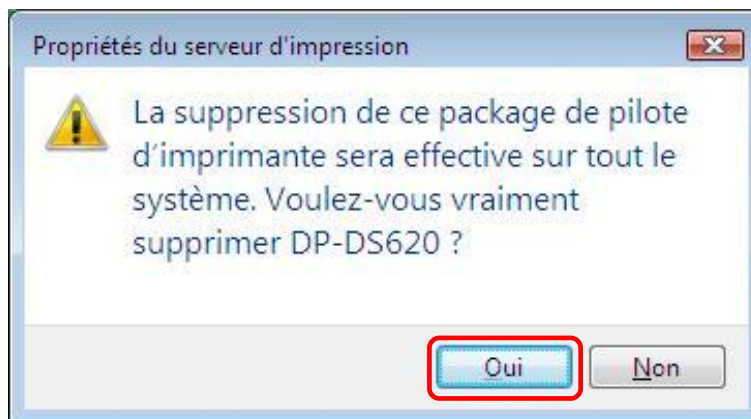 Propriétés du serveur d'impression
La suppression de ce package de pilote
d'imprimante sera effective sur tout le
système. Voulez-vous vraiment
supprimer DP-DS620 ?
Oui
Non